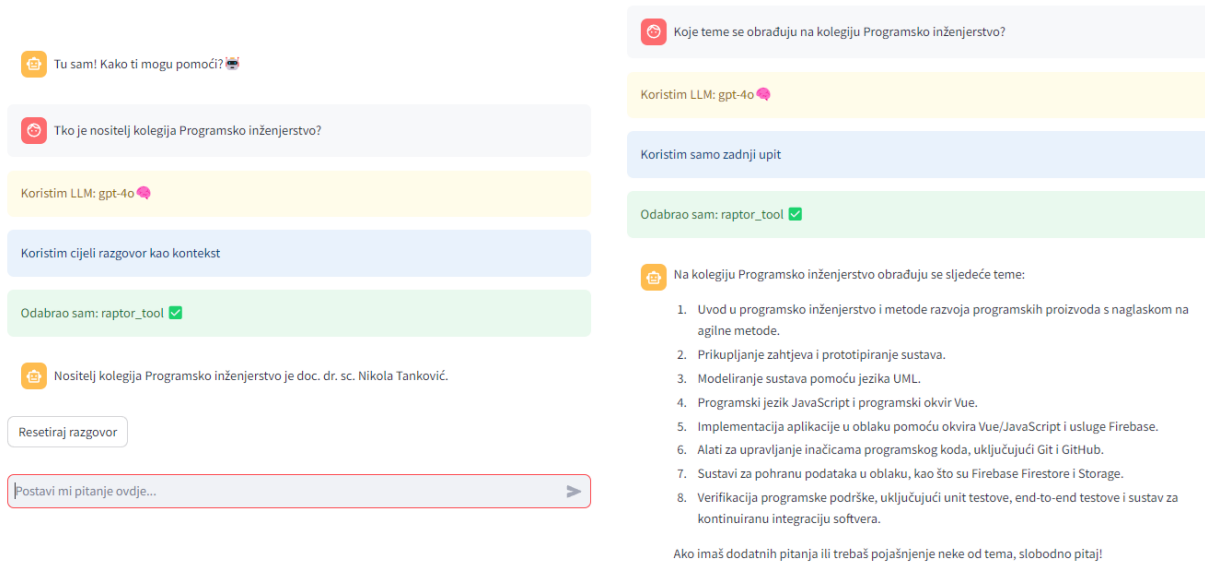 Tu sam! Kako ti mogu pomoći?🤖
Tko je nositelj kolegija Programsko inženjerstvo?
Koristim LLM: gpt-4o🧠
Koristim cijeli razgovor kao kontekst
Odabrao sam: raptor_tool ✅
Nositelj kolegija Programsko inženjerstvo je doc. dr. sc. Nikola Tanković.
Resetiraj razgovor
Postavi mi pitanje ovdje...
Koje teme se obrađuju na kolegiju Programsko inženjerstvo?
Koristim LLM: gpt-4o🧠
Koristim samo zadnji upit
Odabrao sam: raptor_tool ✅
Na kolegiju Programsko inženjerstvo obrađuju se sljedeće teme:
1. Uvod u programsko inženjerstvo i metode razvoja programskih proizvoda s naglaskom na
agilne metode.
2. Prikupljanje zahtjeva i prototipiranje sustava.
3. Modeliranje sustava pomoću jezika UML.
4. Programski jezik JavaScript i programski okvir Vue.
5. Implementacija aplikacije u oblaku pomoću okvira Vue/JavaScript i usluge Firebase.
6. Alati za upravljanje inačicama programskog koda, uključujući Git i GitHub.
7. Sustavi za pohranu podataka u oblaku, kao što su Firebase Firestore i Storage.
8. Verifikacija programske podrške, uključujući unit testove, end-to-end testove i sustav za
kontinuiranu integraciju softvera.
Ako imaš dodatnih pitanja ili trebaš pojašnjenje neke od tema, slobodno pitaj!